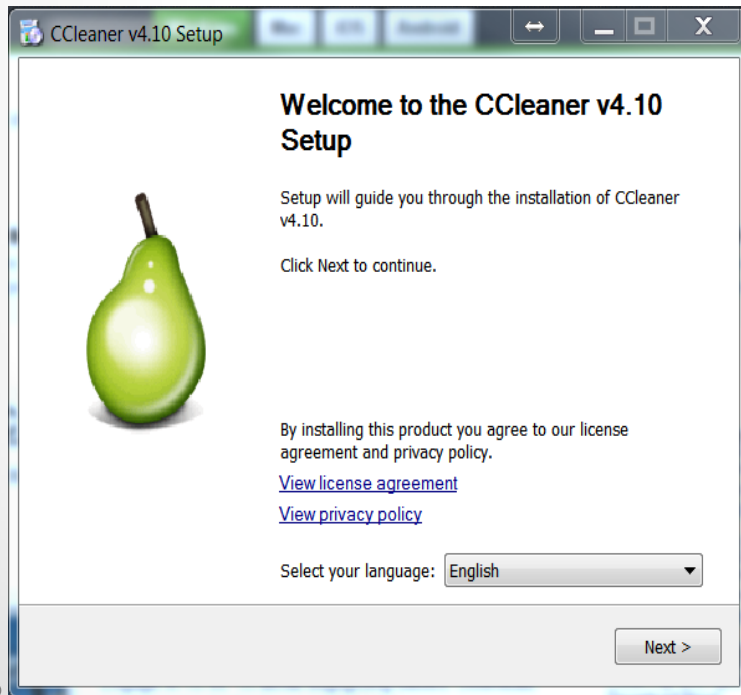 CCleaner v4.10 Setup
Welcome to the CCleaner v4.10
Setup
Setup will guide you through the installation of CCleaner
v4.10.
Click Next to continue.
By installing this product you agree to our license
agreement and privacy policy.
View license agreement
View privacy policy
Select your language: English
Next >